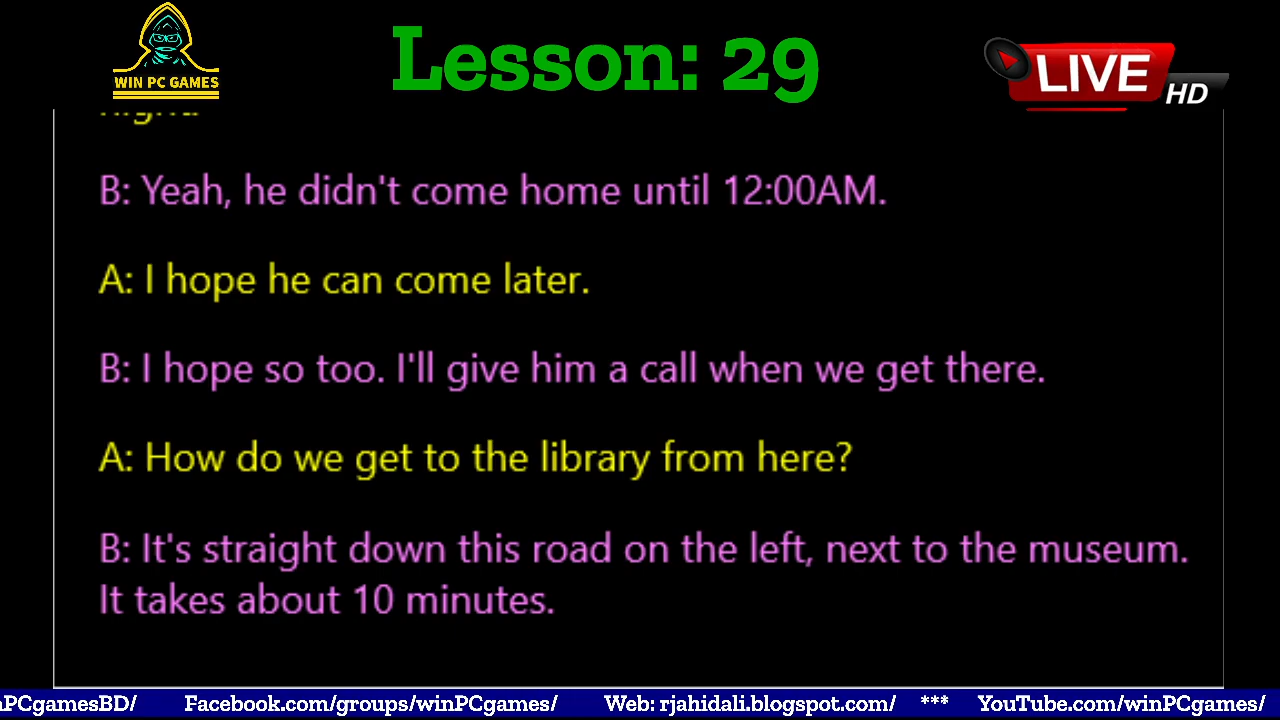 WIN PC GAMES
Lesson: 29
LIVE
HD
B: Yeah, he didn't come home until 12:00AM.
A: I hope he can come later.
B: I hope so too. I'll give him a call when we get there.
A: How do we get to the library from here?
B: It's straight down this road on the left, next to the museum.
It takes about 10 minutes.
PCgamesBD/ Facebook.com/groups/winPCgames/ Web: rjahidali.blogspot.com/ *** YouTube.com/winPCgames/